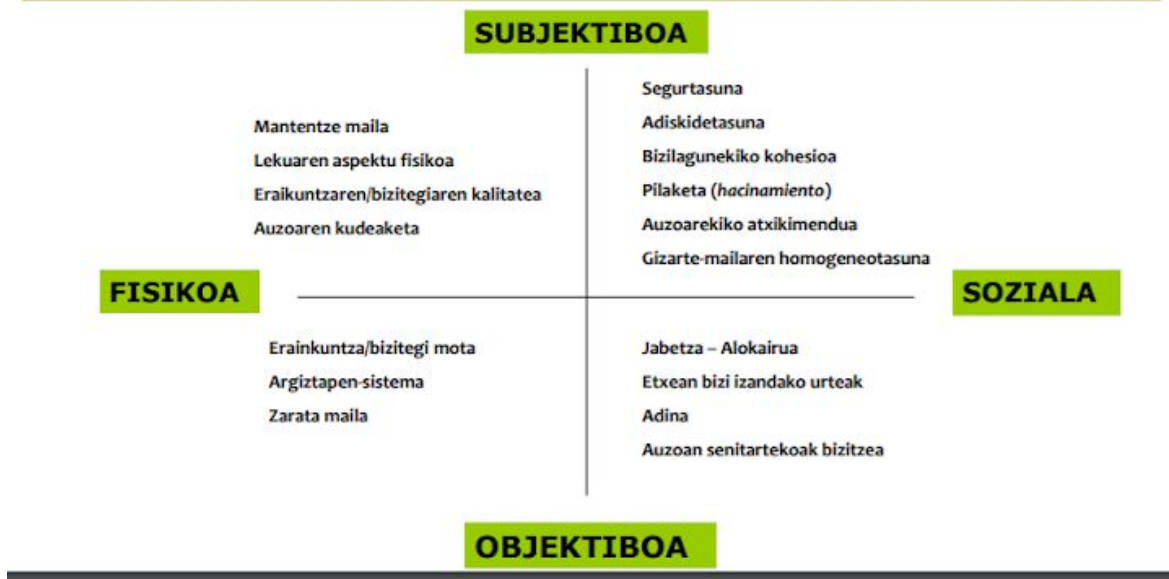 SUBJEKTIBOA
Mantentze maila
Lekuaren aspektu fisikoa
Eraikuntzaren/bizitegiaren kalitatea
Auzoaren kudeaketa
Segurtasuna
Adiskidetasuna
Bizilagunekiko kohesioa
Pilaketa (hacinamiento)
Auzoarekiko atxikimendua
Gizarte-mailaren homogeneotasuna
FISIKOA
SOZIALA
Erainkuntza/bizitegi mota
Argiztapen-sistema
Zarata maila
Jabetza – Alokairua
Etxean bizi izandako urteak
Adina
Auzoan senitartekoak bizitzea
OBJEKTIBOA